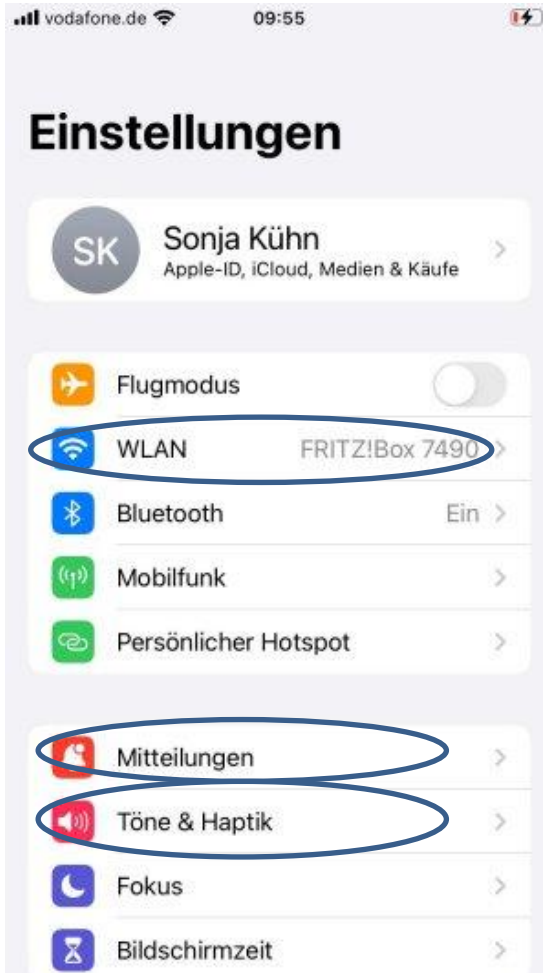 vodafone.de 09:55
Einstellungen
SK
Sonja Kühn
Apple-ID, iCloud, Medien & Käufe
Flugmodus
WLAN FRITZ!Box 7490
Bluetooth Ein
Mobilfunk
Persönlicher Hotspot
Mitteilungen
Töne & Haptik
Fokus
Bildschirmzeit